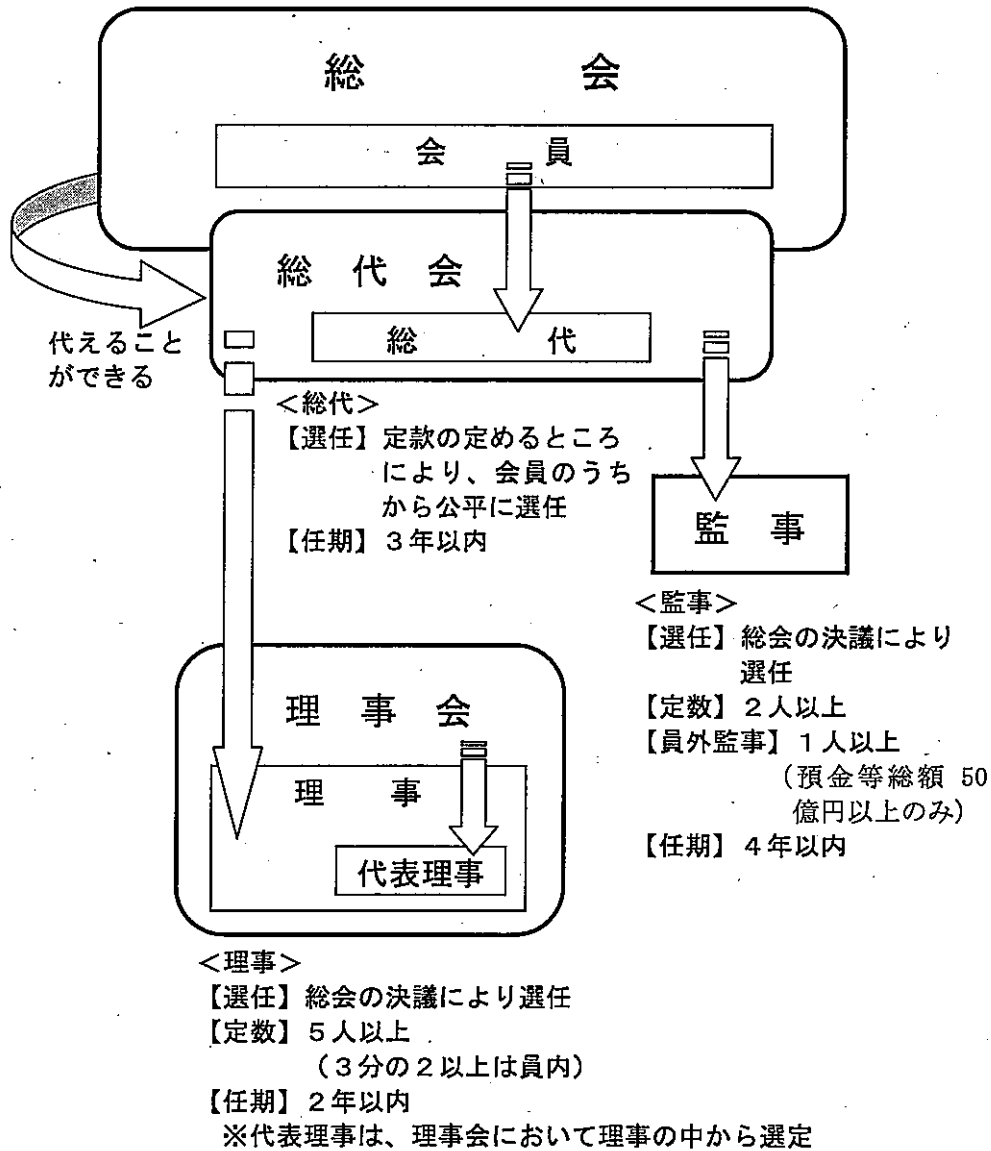 総　会
会　員
総　代　会
総　代
代えること
ができる
＜総代＞
【選任】定款の定めるところ
により、会員のうち
から公平に選任
【任期】３年以内
監　事
＜監事＞
【選任】総会の決議により
選任
【定数】２人以上
【員外監事】１人以上
（預金等総額 50
億円以上のみ）
【任期】４年以内
理　事　会
理　事
代表理事
＜理事＞
【選任】総会の決議により選任
【定数】５人以上
（３分の２以上は員内）
【任期】２年以内
※代表理事は、理事会において理事の中から選定